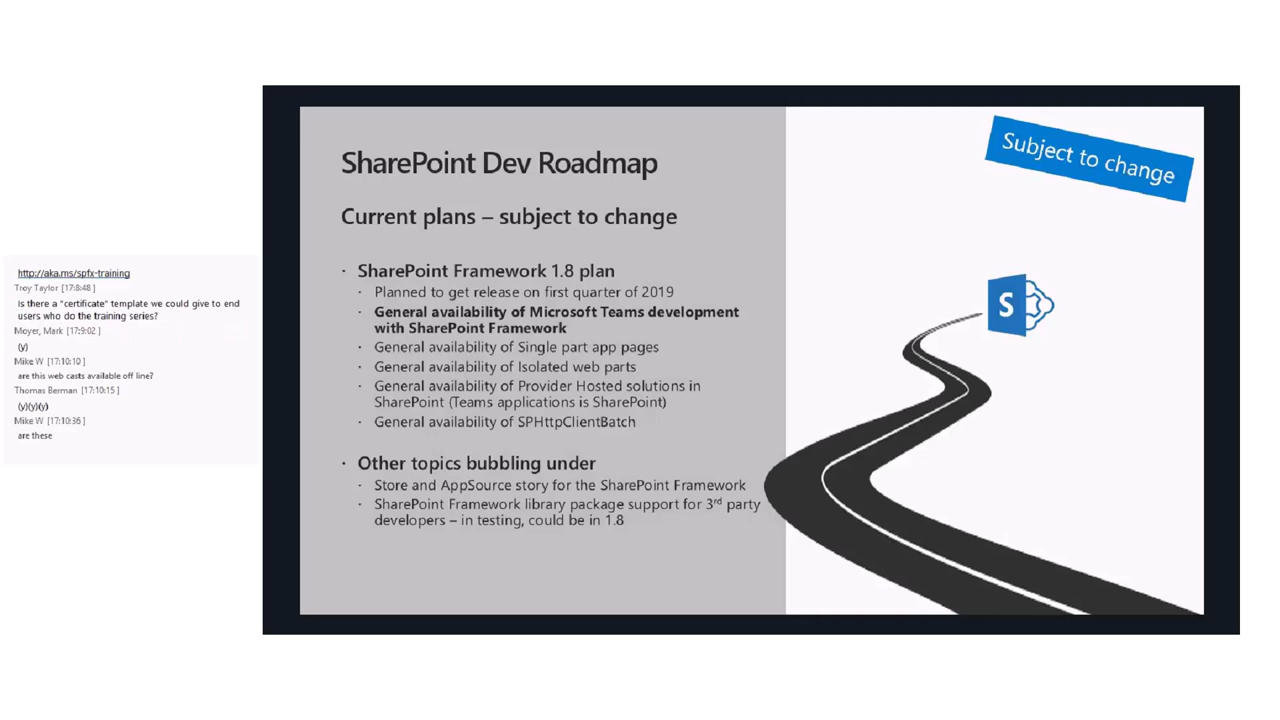 http://aka.ms/spfx-training
Troy Taylor [17:8:48 ]
Is there a "certificate" template we could give to end
users who do the training series?
Moyer, Mark [17:9:02 ]
(y)
Mike W [17:10:10 ]
are this web casts available off line?
Thomas Berman [17:10:15 ]
(y)(y)(y)
Mike W [17:10:36 ]
are these
SharePoint Dev Roadmap
Current plans – subject to change
· SharePoint Framework 1.8 plan
· Planned to get release on first quarter of 2019
· General availability of Microsoft Teams development
with SharePoint Framework
· General availability of Single part app pages
· General availability of Isolated web parts
· General availability of Provider Hosted solutions in
SharePoint (Teams applications is SharePoint)
· General availability of SPHttpClientBatch
· Other topics bubbling under
· Store and AppSource story for the SharePoint Framework
· SharePoint Framework library package support for 3rd party
developers – in testing, could be in 1.8
Subject to change
S